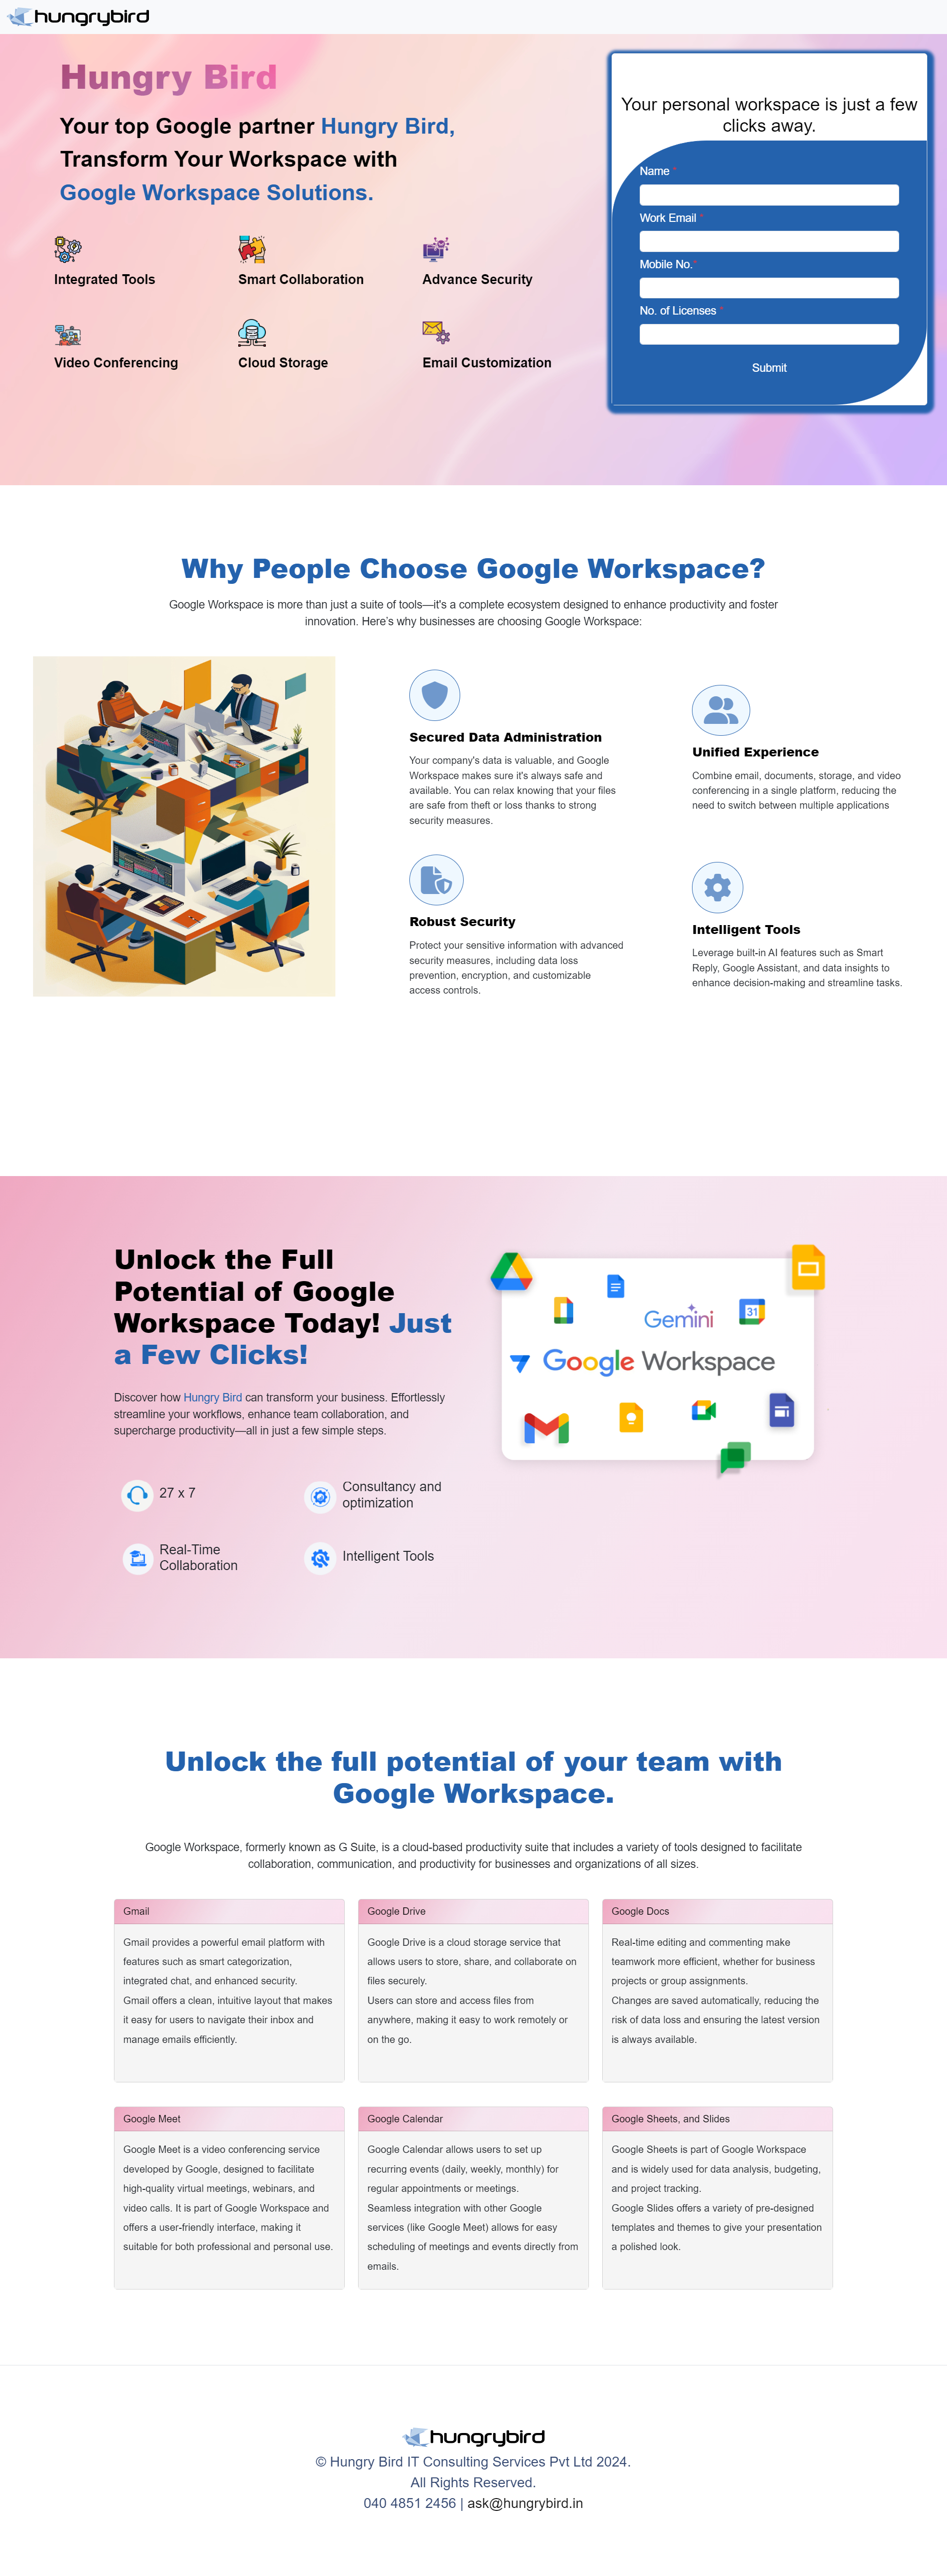 hungrybird
Hungry Bird
Your top Google partner Hungry Bird,
Transform Your Workspace with
Google Workspace Solutions.
Integrated Tools
Smart Collaboration
Advance Security
Video Conferencing
Cloud Storage
Email Customization
Your personal workspace is just a few
clicks away.
Name *
Work Email *
Mobile No.*
No. of Licenses *
Submit
Why People Choose Google Workspace?
Google Workspace is more than just a suite of tools—it's a complete ecosystem designed to enhance productivity and foster
innovation. Here's why businesses are choosing Google Workspace:
Secured Data Administration
Your company's data is valuable, and Google
Workspace makes sure it's always safe and
available. You can relax knowing that your files
are safe from theft or loss thanks to strong
security measures.
Unified Experience
Combine email, documents, storage, and video
conferencing in a single platform, reducing the
need to switch between multiple applications
Robust Security
Protect your sensitive information with advanced
security measures, including data loss
prevention, encryption, and customizable
access controls.
Intelligent Tools
Leverage built-in AI features such as Smart
Reply, Google Assistant, and data insights to
enhance decision-making and streamline tasks.
Unlock the Full
Potential of Google
Workspace Today! Just
a Few Clicks!
Discover how Hungry Bird can transform your business. Effortlessly
streamline your workflows, enhance team collaboration, and
supercharge productivity—all in just a few simple steps.
27 x 7
Consultancy and
optimization
Real-Time
Collaboration
Intelligent Tools
Gemini
31
Google Workspace
Unlock the full potential of your team with
Google Workspace.
Google Workspace, formerly known as G Suite, is a cloud-based productivity suite that includes a variety of tools designed to facilitate
collaboration, communication, and productivity for businesses and organizations of all sizes.
Gmail
Gmail provides a powerful email platform with
features such as smart categorization,
integrated chat, and enhanced security.
Gmail offers a clean, intuitive layout that makes
it easy for users to navigate their inbox and
manage emails efficiently.
Google Drive
Google Drive is a cloud storage service that
allows users to store, share, and collaborate on
files securely.
Users can store and access files from
anywhere, making it easy to work remotely or
on the go.
Google Docs
Real-time editing and commenting make
teamwork more efficient, whether for business
projects or group assignments.
Changes are saved automatically, reducing the
risk of data loss and ensuring the latest version
is always available.
Google Meet
Google Meet is a video conferencing service
developed by Google, designed to facilitate
high-quality virtual meetings, webinars, and
video calls. It is part of Google Workspace and
offers a user-friendly interface, making it
suitable for both professional and personal use.
Google Calendar
Google Calendar allows users to set up
recurring events (daily, weekly, monthly) for
regular appointments or meetings.
Seamless integration with other Google
services (like Google Meet) allows for easy
scheduling of meetings and events directly from
emails.
Google Sheets, and Slides
Google Sheets is part of Google Workspace
and is widely used for data analysis, budgeting,
and project tracking.
Google Slides offers a variety of pre-designed
templates and themes to give your presentation
a polished look.
hungrybird
© Hungry Bird IT Consulting Services Pvt Ltd 2024.
All Rights Reserved.
040 4851 2456 | ask@hungrybird.in